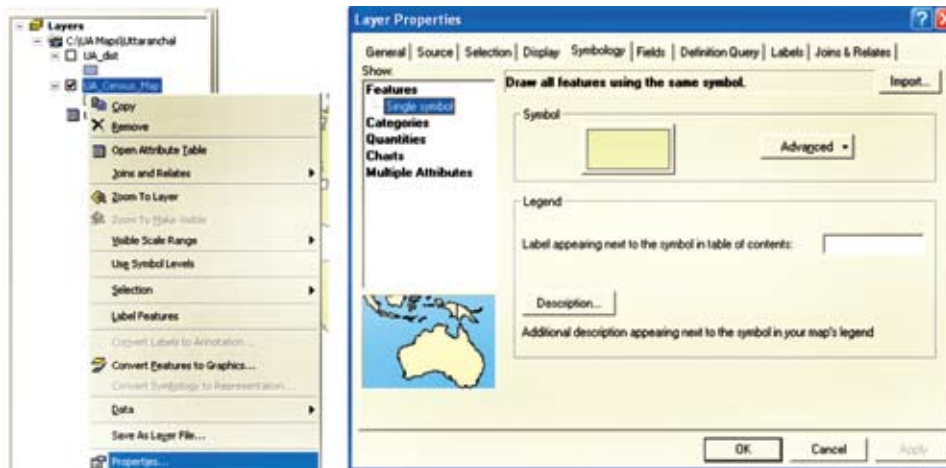 Layers
C:\UA Maps\Uttaranchal
UA_dist
UA_Census_Map
Copy
Remove
Open Attribute Table
Joins and Relates
Zoom To Layer
Zoom To Make Visible
Visible Scale Range
Use Symbol Levels
Selection
Label Features
Convert Labels to Annotation...
Convert Features to Graphics...
Convert Symbology to Representation...
Data
Save As Layer File...
Properties...
Layer Properties
General Source Selection Display Symbology Fields Definition Query Labels Joins & Relates
Show:
Features
Single symbol
Categories
Quantities
Charts
Multiple Attributes
Draw all features using the same symbol.
Import...
Symbol
Advanced
Legend
Label appearing next to the symbol in table of contents:
Description...
Additional description appearing next to the symbol in your map's legend
OK Cancel Apply